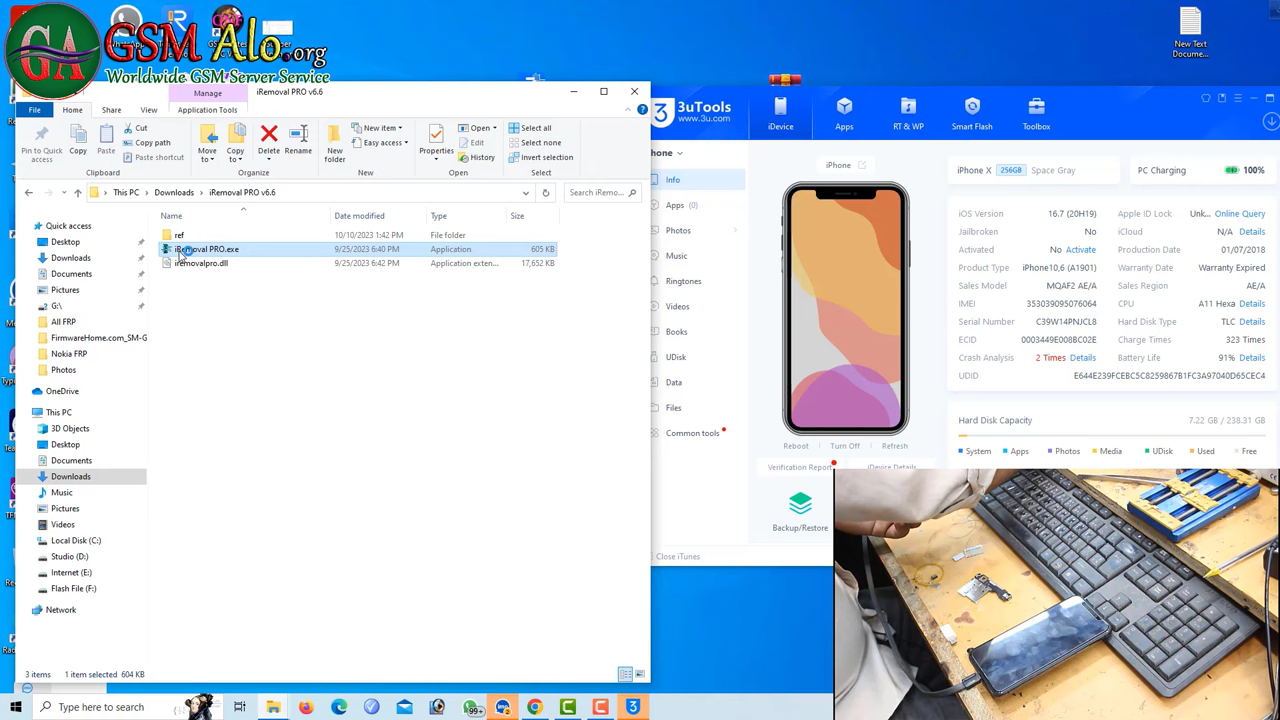 GA GSM Alo.org
Worldwide GSM Server Service
Manage
iRemoval PRO v6.6
File
Home
Share
View
Application Tools
Pin to Quick access
Copy
Paste
Cut
Copy path
Paste shortcut
Clipboard
Move to
Copy to
Delete
Rename
Organize
New folder
New item
Easy access
New
Properties
Open
Edit
History
Open
Select all
Select none
Invert selection
Select
This PC > Downloads > iRemoval PRO v6.6
Search iRemo...
Name Date modified Type Size
ref 10/10/2023 1:42 PM File folder
iRemoval PRO.exe 9/25/2023 6:40 PM Application 605 KB
iremovalpro.dll 9/25/2023 6:42 PM Application exten... 17,652 KB
Quick access
Desktop
Downloads
Documents
Pictures
G:\
All FRP
FirmwareHome.com_SM-G
Nokia FRP
Photos
OneDrive
This PC
3D Objects
Desktop
Documents
Downloads
Music
Pictures
Videos
Local Disk (C:)
Studio (D:)
Internet (E:)
Flash File (F:)
Network
3 items 1 item selected 604 KB
New Text
Docume...
3 3uTools
www.3u.com
iDevice
Apps
RT & WP
Smart Flash
Toolbox
Info
Apps (0)
Photos
Music
Ringtones
Videos
Books
UDisk
Data
Files
Common tools
Close iTunes
iPhone
Reboot Turn Off Refresh
Verification Report iDevice Details
Backup/Restore
iPhone X 256GB Space Gray
PC Charging 100%
iOS Version 16.7 (20H19)
Jailbroken No
Activated No Activate
Product Type iPhone10,6 (A1901)
Sales Model MQAF2 AE/A
IMEI 35303909507606​4
Serial Number C39W14PNJCL8
ECID 0003449E008BC02E
Crash Analysis 2 Times Details
UDID E644E239FCEBC5C8259867B1FC3A97040D65CEC4
Apple ID Lock Unk... Online Query
iCloud Details
Production Date 01/07/2018
Warranty Date Warranty Expired
Sales Region AE/A
CPU A11 Hexa Details
Hard Disk Type TLC Details
Charge Times 323 Times
Battery Life 91% Details
Hard Disk Capacity 7.22 GB / 238.31 GB
System Apps Photos Media UDisk Used Free
Type here to search
99+